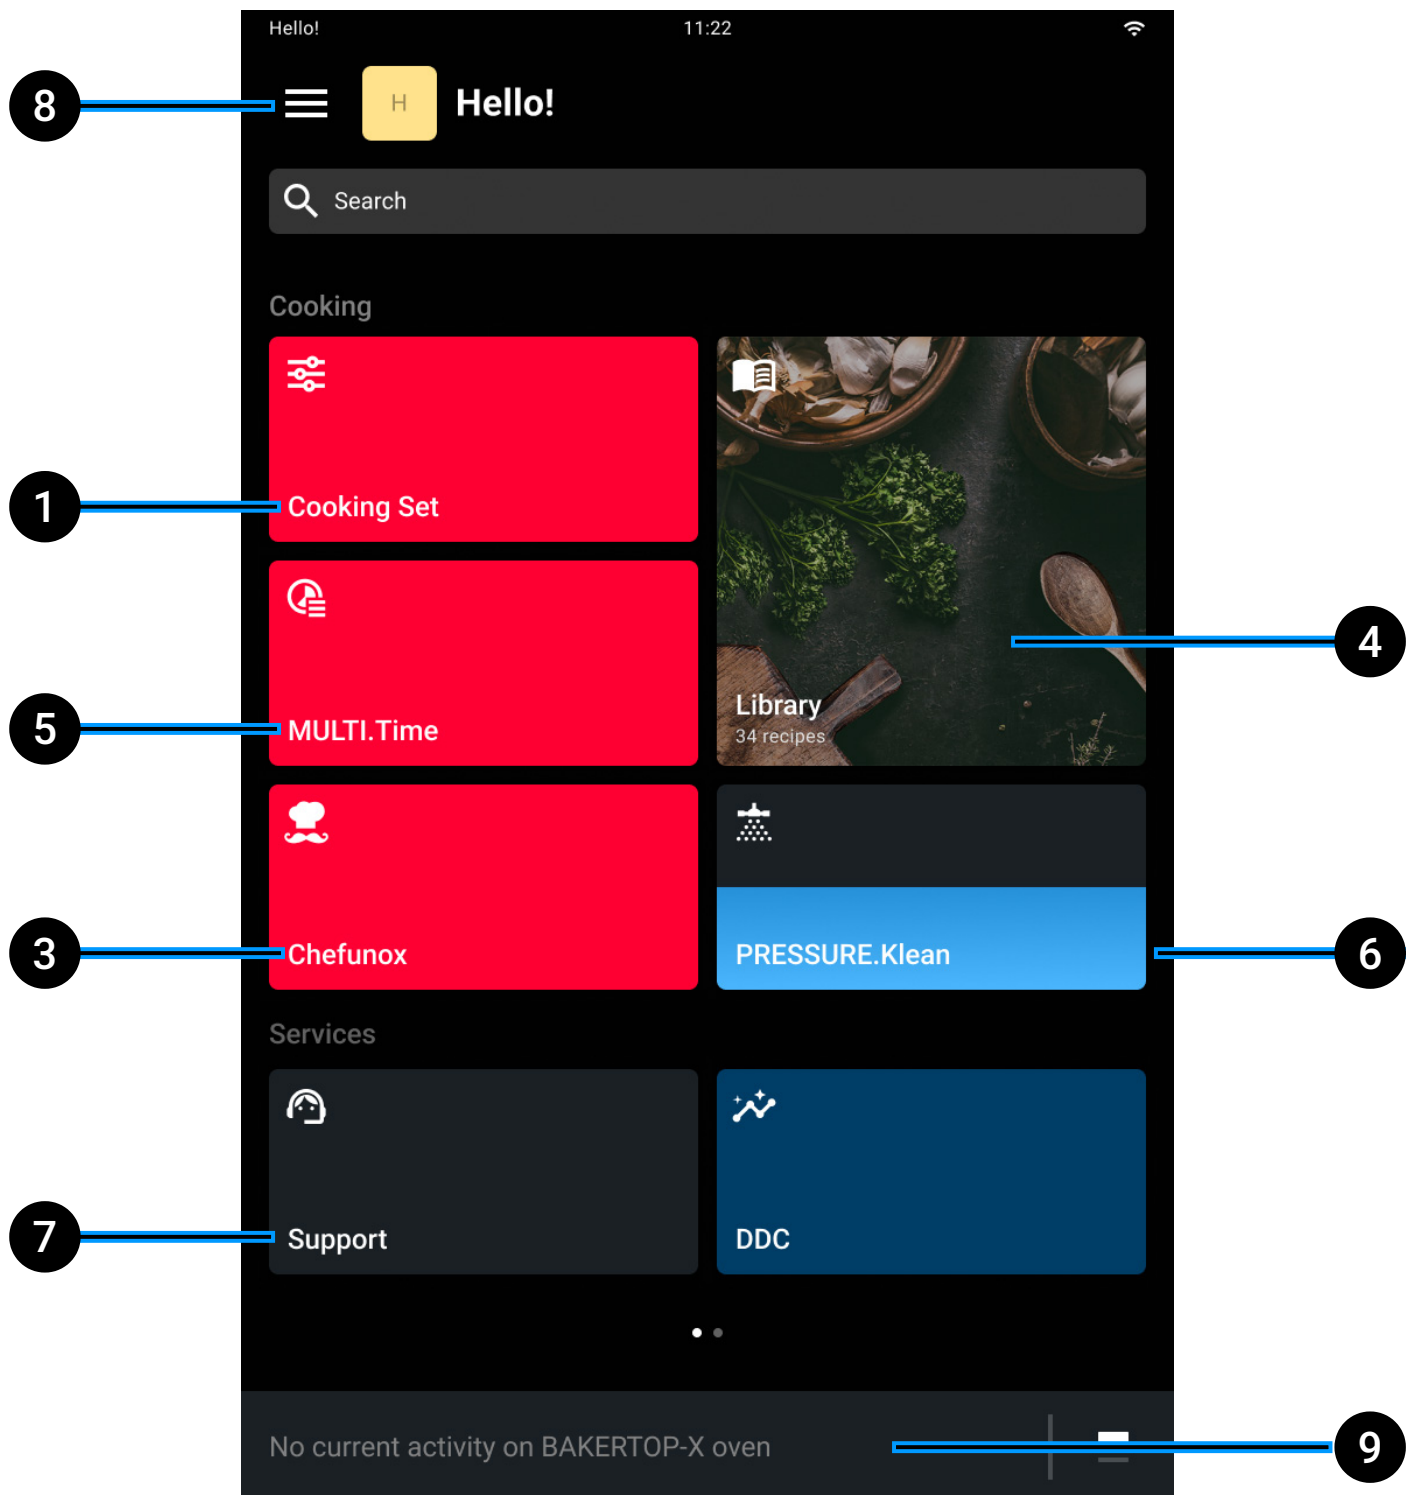 Hello! 11:22
8
H Hello!
Search
Cooking
1
Cooking Set
4
Library
34 recipes
5
MULTI.Time
3
Chefunox
PRESSURE.Klean
6
Services
7
Support
DDC
No current activity on BAKERTOP-X oven
9